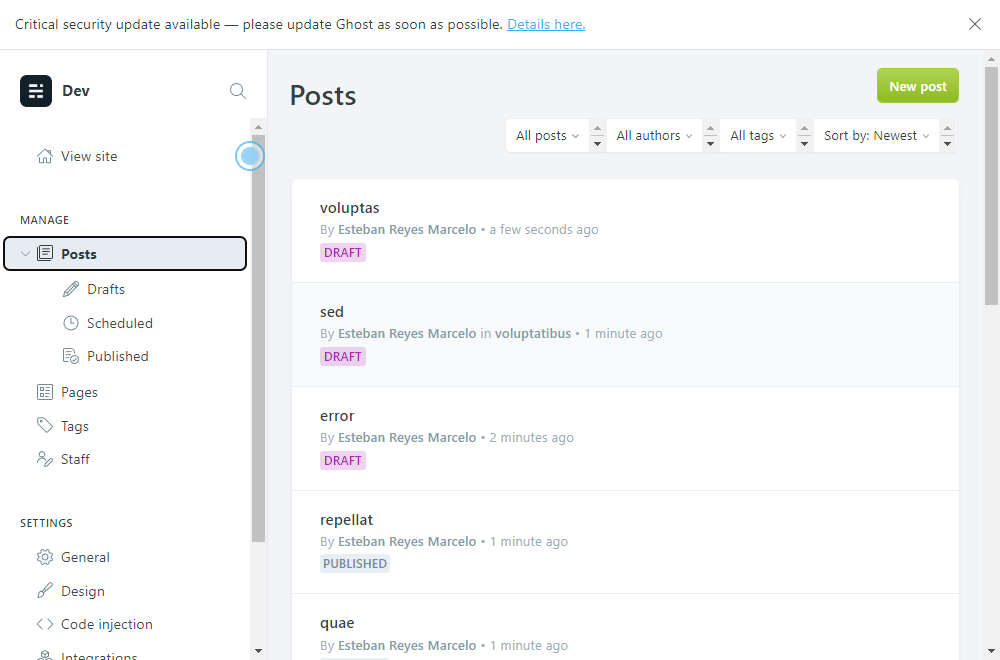 Critical security update available — please update Ghost as soon as possible. Details here.
Dev
View site
MANAGE
Posts
Drafts
Scheduled
Published
Pages
Tags
Staff
SETTINGS
General
Design
Code injection
Integrations
Posts
New post
All posts
All authors
All tags
Sort by: Newest
voluptas
By Esteban Reyes Marcelo • a few seconds ago
DRAFT
sed
By Esteban Reyes Marcelo in voluptatibus • 1 minute ago
DRAFT
error
By Esteban Reyes Marcelo • 2 minutes ago
DRAFT
repellat
By Esteban Reyes Marcelo • 1 minute ago
PUBLISHED
quae
By Esteban Reyes Marcelo • 1 minute ago